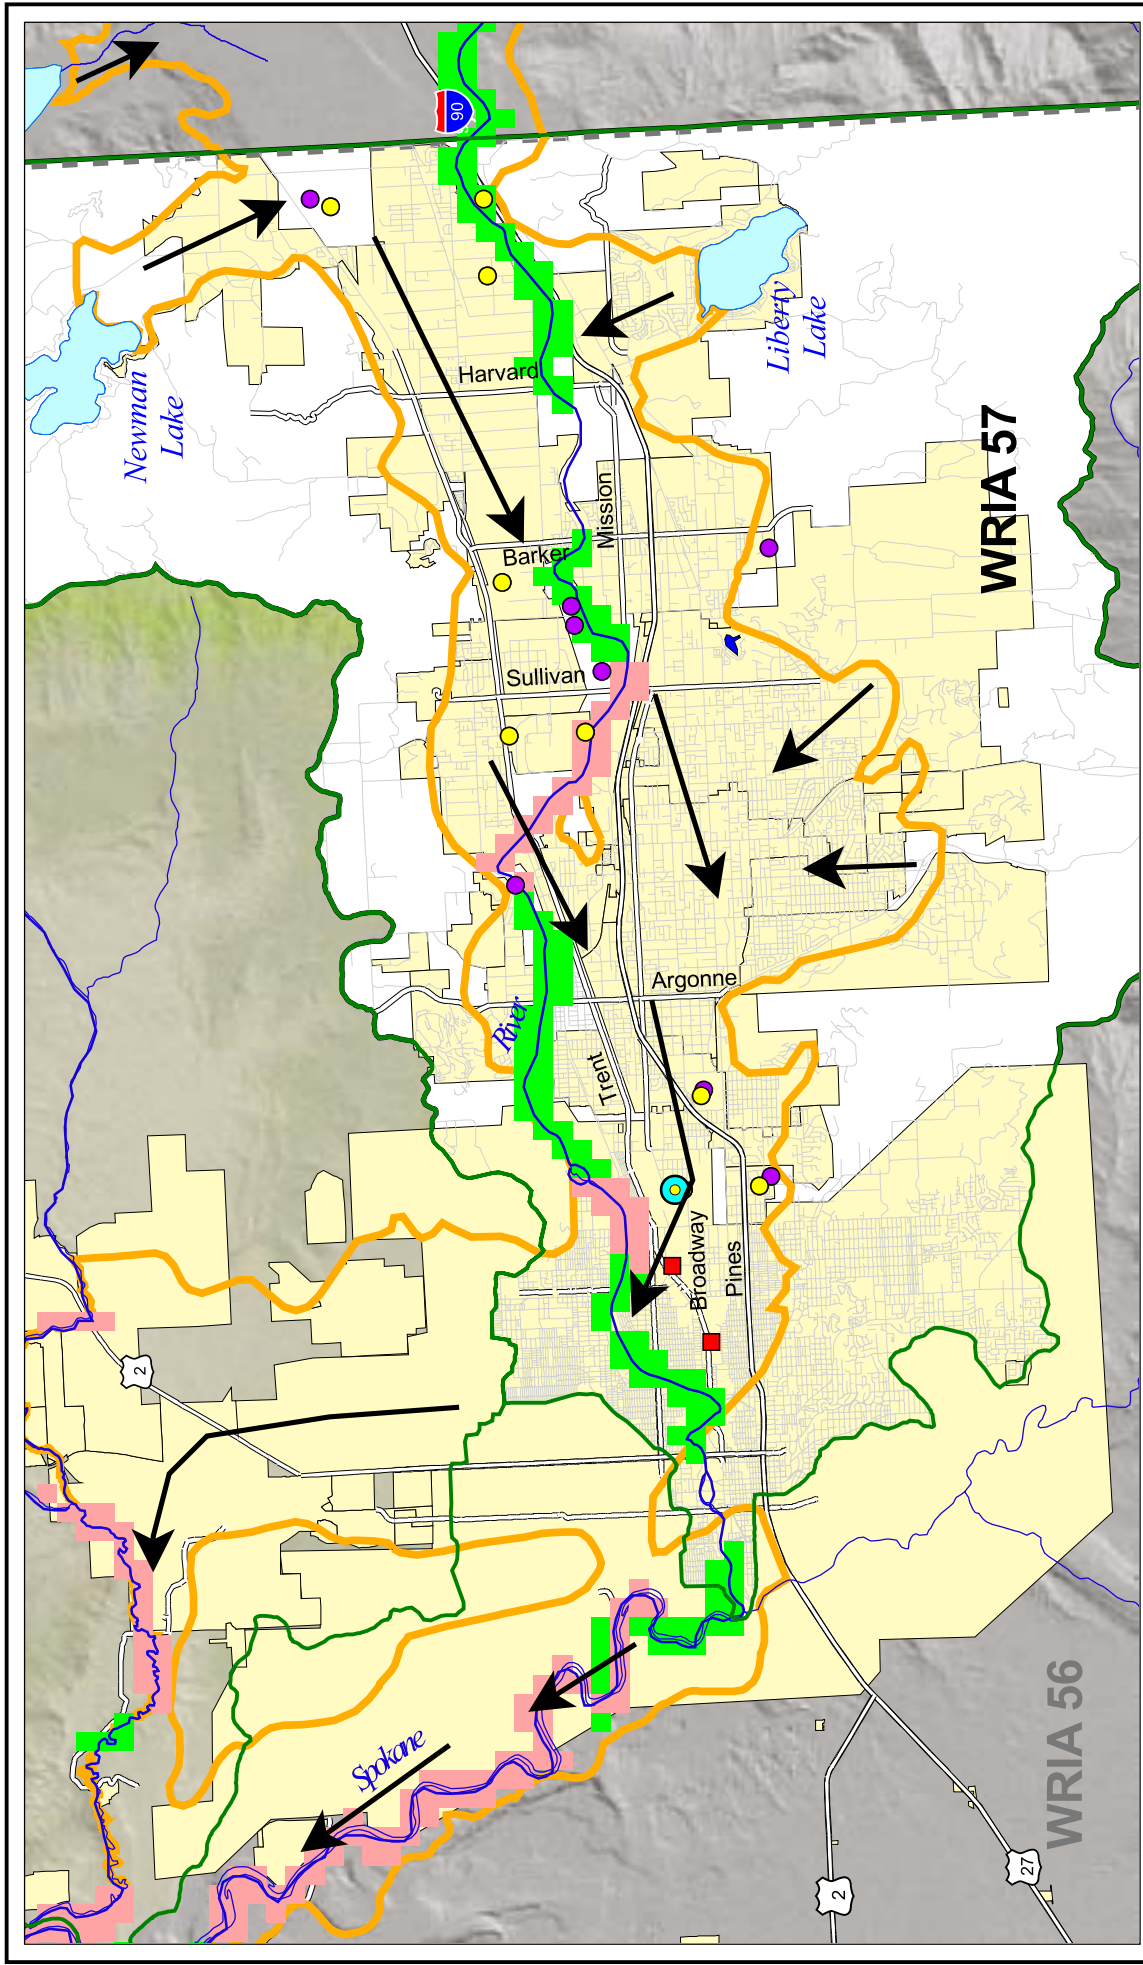 90
Newman
Lake
Liberty
Lake
Harvard
Mission
WRIA 57
Barker
Sullivan
Argonne
River
Trent
Broadway
Pines
2
Spokane
WRIA 56
27
2